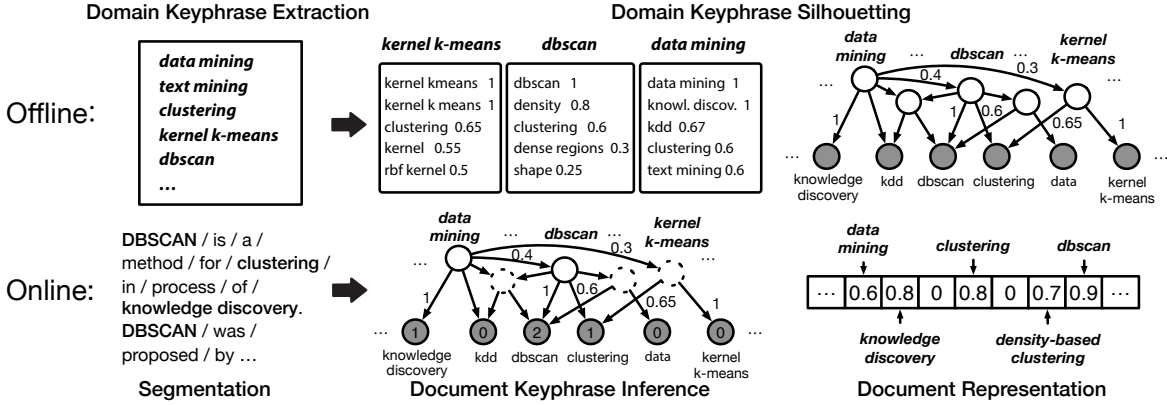 Domain Keyphrase Extraction
Domain Keyphrase Silhouetting
Offline:
data mining
text mining
clustering
kernel k-means
dbscan
...
kernel k-means
kernel kmeans 1
kernel k means 1
clustering 0.65
kernel 0.55
rbf kernel 0.5
dbscan
dbscan 1
density 0.8
clustering 0.6
dense regions 0.3
shape 0.25
data mining
data mining 1
knowl. discov. 1
kdd 0.67
clustering 0.6
text mining 0.6
data
mining
...
dbscan
...
kernel
k-means
0.3
...
0.4
...
1
1
0.6
0.65
1
...
...
knowledge
discovery
kdd
dbscan
clustering
data
kernel
k-means
Online:
DBSCAN / is / a /
method / for / clustering /
in / process / of /
knowledge discovery.
DBSCAN / was /
proposed / by ...
Segmentation
data
mining
...
dbscan
...
kernel
k-means
0.3
...
0.4
...
1
1
0.6
0.65
1
...
1
0
2
1
0
0
...
knowledge
discovery
kdd
dbscan
clustering
data
kernel
k-means
Document Keyphrase Inference
data
mining
clustering
dbscan
... 0.6 0.8 0 0.8 0 0.7 0.9 ...
knowledge
discovery
density-based
clustering
Document Representation